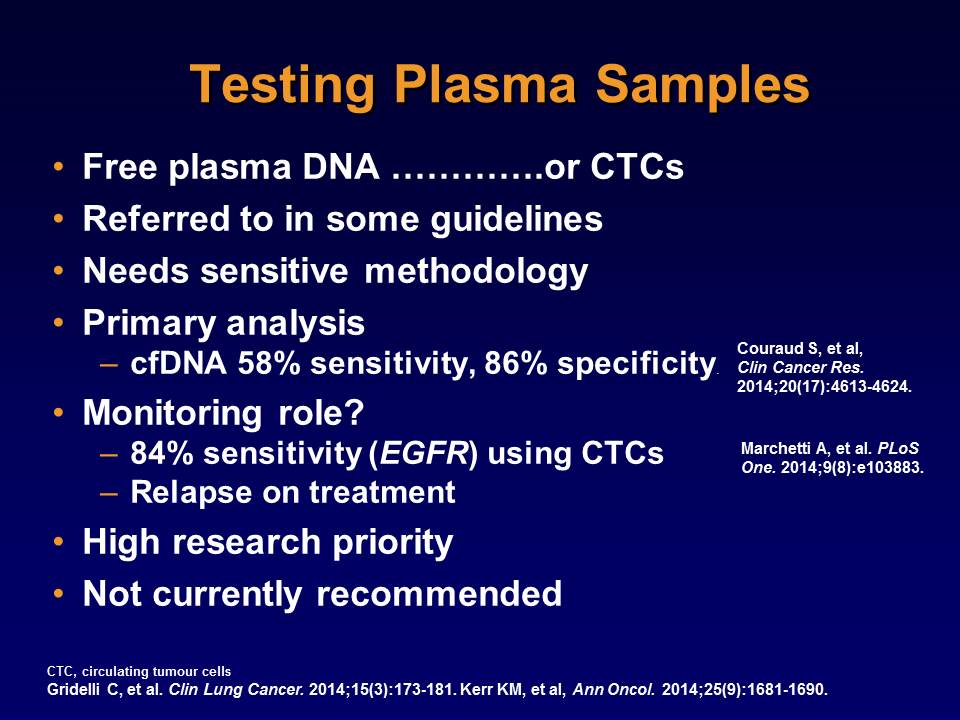 Testing Plasma Samples
• Free plasma DNA ………….or CTCs
• Referred to in some guidelines
• Needs sensitive methodology
• Primary analysis
– cfDNA 58% sensitivity, 86% specificity.
Couraud S, et al,
Clin Cancer Res.
2014;20(17):4613-4624.
• Monitoring role?
– 84% sensitivity (EGFR) using CTCs
– Relapse on treatment
Marchetti A, et al. PLoS
One. 2014;9(8):e103883.
• High research priority
• Not currently recommended
CTC, circulating tumour cells
Gridelli C, et al. Clin Lung Cancer. 2014;15(3):173-181. Kerr KM, et al, Ann Oncol. 2014;25(9):1681-1690.